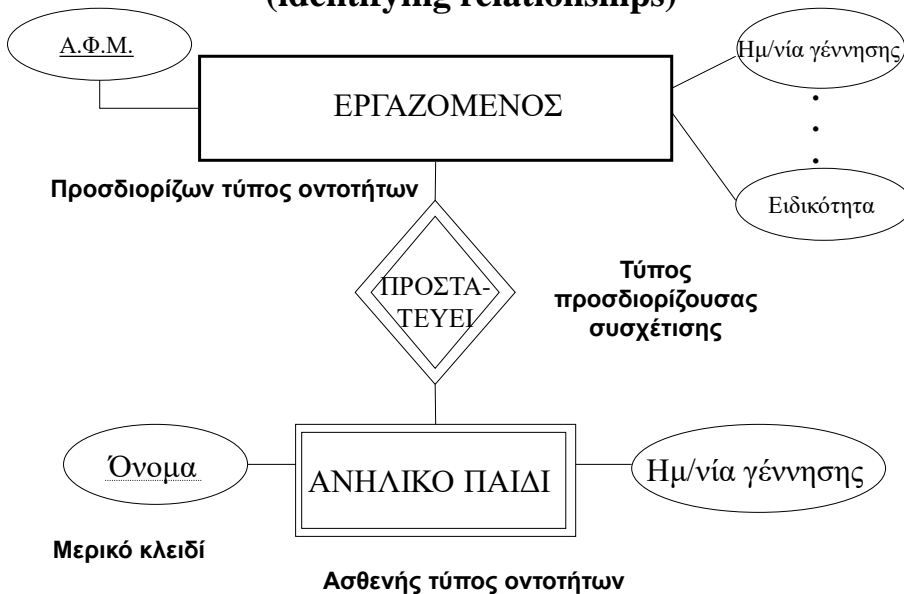 (identifying relationships)
Α.Φ.Μ.
Ημ/νία γέννησης
ΕΡΓΑΖΟΜΕΝΟΣ
Προσδιορίζων τύπος οντοτήτων
Ειδικότητα
ΠΡΟΣΤΑ-
ΤΕΥΕΙ
Τύπος
προσδιορίζουσας
συσχέτισης
Όνομα
ΑΝΗΛΙΚΟ ΠΑΙΔΙ
Ημ/νία γέννησης
Μερικό κλειδί
Ασθενής τύπος οντοτήτων